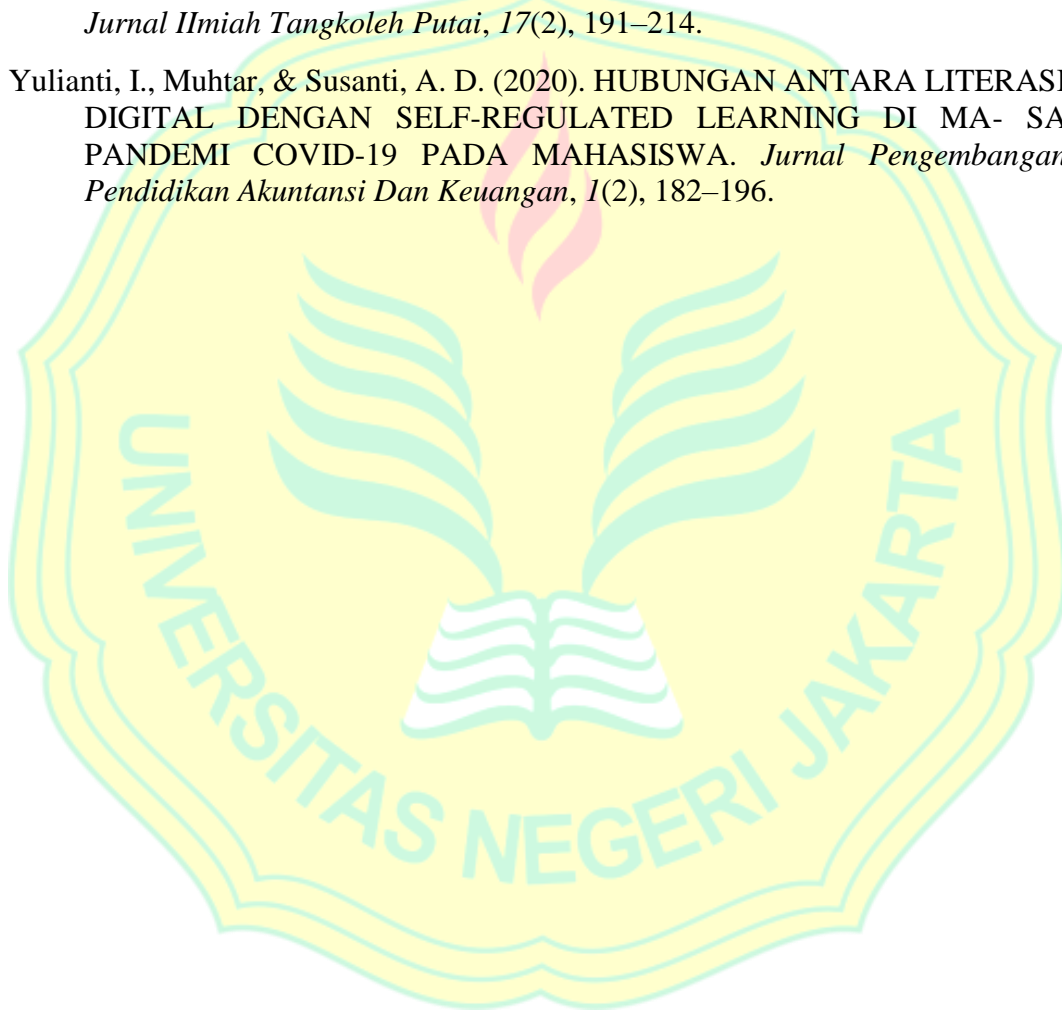 Jurnal IImiah Tangkoleh Putai, 17(2), 191–214.
Yulianti, I., Muhtar, & Susanti, A. D. (2020). HUBUNGAN ANTARA LITERASI
DIGITAL DENGAN SELF-REGULATED LEARNING DI MA- SA
PANDEMI COVID-19 PADA MAHASISWA. Jurnal Pengembangan
Pendidikan Akuntansi Dan Keuangan, 1(2), 182–196.
UNIVERSITAS NEGERI JAKARTA